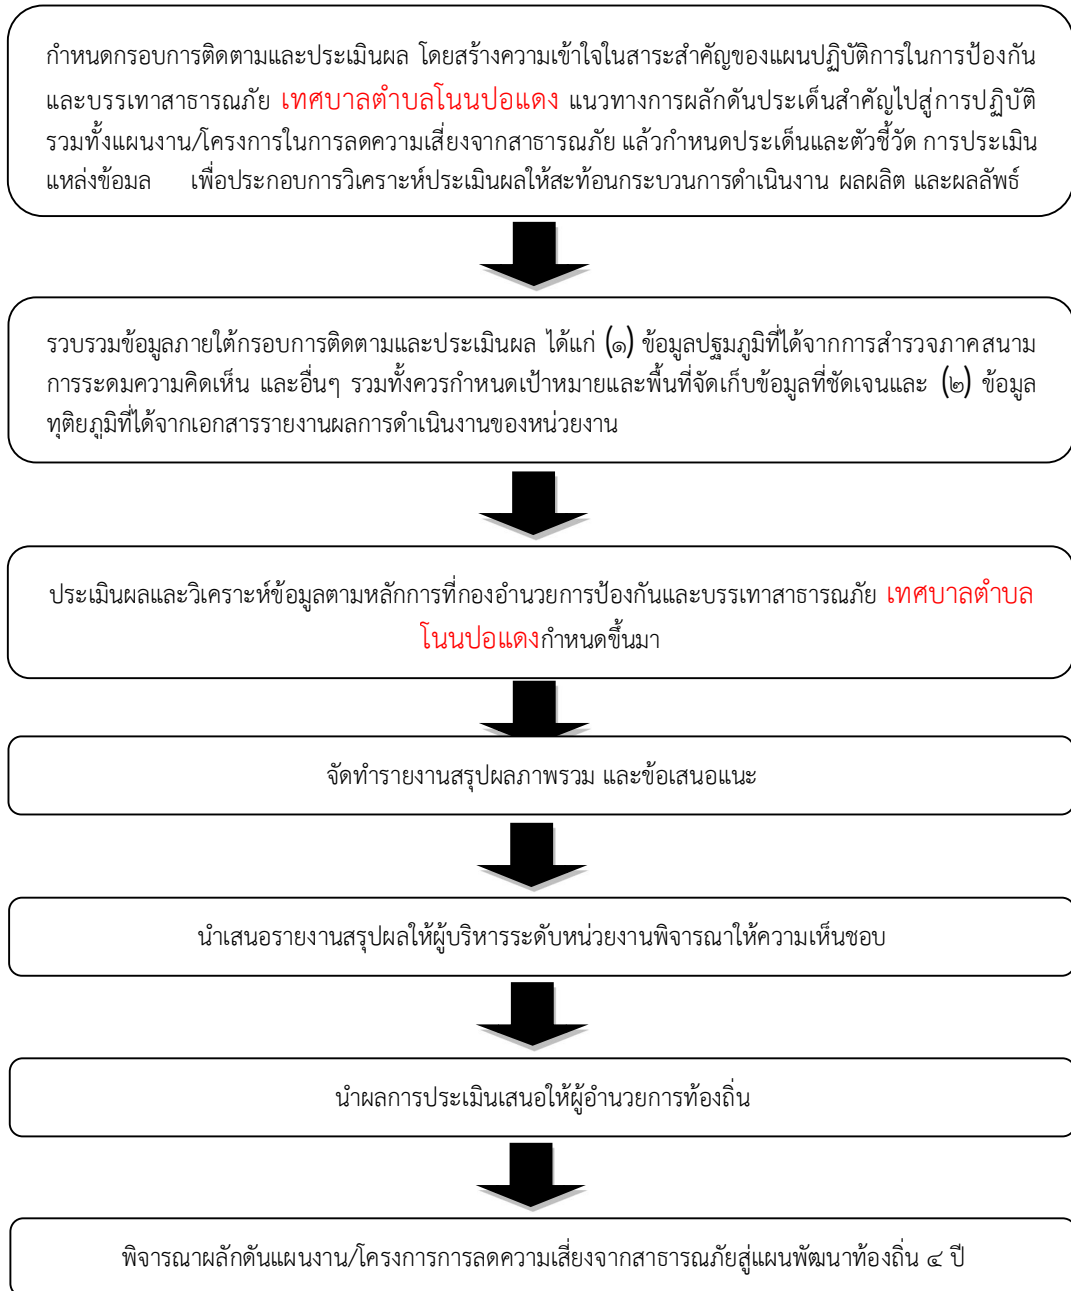 กำหนดกรอบการติดตามและประเมินผล โดยสร้างความเข้าใจในสาระสำคัญของแผนปฏิบัติการในการป้องกัน
และบรรเทาสาธารณภัย เทศบาลตำบลโนนปอแดง แนวทางการผลักดันประเด็นสำคัญไปสู่การปฏิบัติ
รวมทั้งแผนงาน/โครงการในการลดความเสี่ยงจากสาธารณภัย แล้วกำหนดประเด็นและตัวชี้วัด การประเมิน
แหล่งข้อมล เพื่อประกอบการวิเคราะห์ประเมินผลให้สะท้อนกระบวนการดำเนินงาน ผลผลิต และผลลัพธ์
รวบรวมข้อมูลภายใต้กรอบการติดตามและประเมินผล ได้แก่ (๑) ข้อมูลปฐมภูมิที่ได้จากการสำรวจภาคสนาม
การระดมความคิดเห็น และอื่นๆ รวมทั้งควรกำหนดเป้าหมายและพื้นที่จัดเก็บข้อมูลที่ชัดเจนและ (๒) ข้อมูล
ทุติยภูมิที่ได้จากเอกสารรายงานผลการดำเนินงานของหน่วยงาน
ประเมินผลและวิเคราะห์ข้อมูลตามหลักการที่กองอำนวยการป้องกันและบรรเทาสาธารณภัย เทศบาลตำบล
โนนปอแดงกำหนดขึ้นมา
จัดทำรายงานสรุปผลภาพรวม และข้อเสนอแนะ
นำเสนอรายงานสรุปผลให้ผู้บริหารระดับหน่วยงานพิจารณาให้ความเห็นชอบ
นำผลการประเมินเสนอให้ผู้อำนวยการท้องถิ่น
พิจารณาผลักดันแผนงาน/โครงการการลดความเสี่ยงจากสาธารณภัยสู่แผนพัฒนาท้องถิ่น ๔ ปี